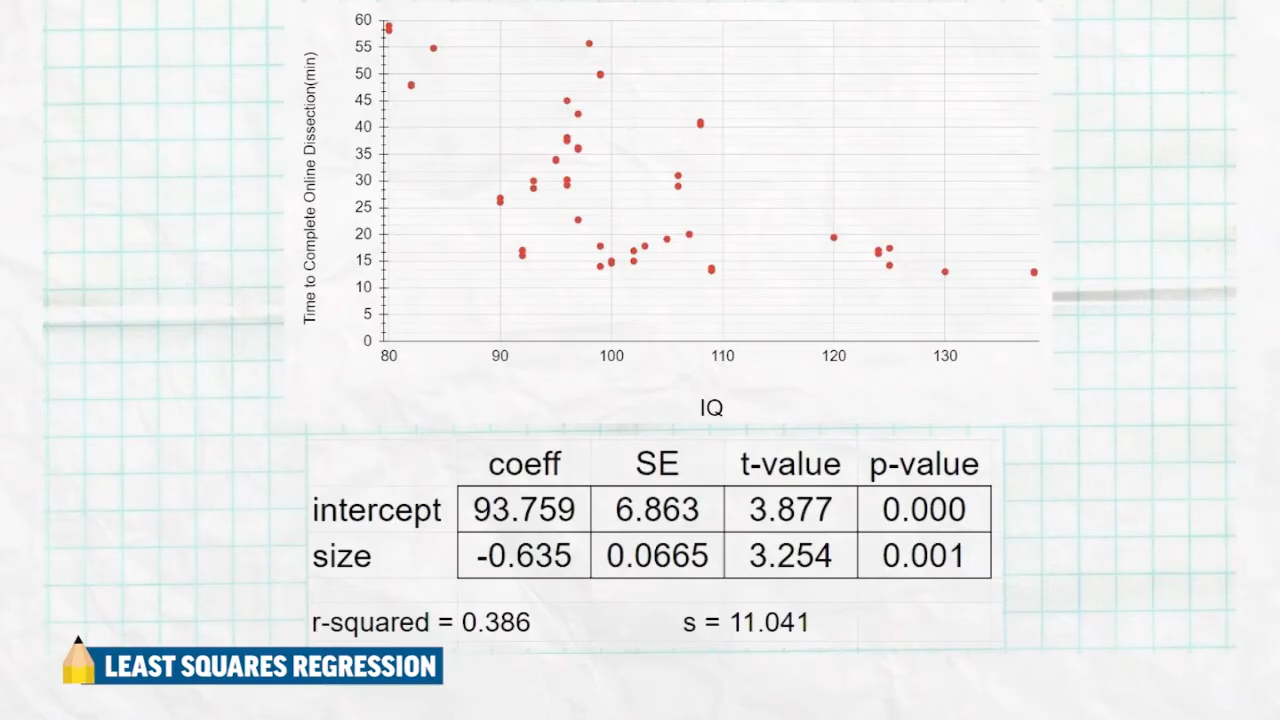 60
55
50
45
40
35
30
25
20
15
10
5
0
Time to Complete Online Dissection(min)
80 90 100 110 120 130
IQ
coeff SE t-value p-value
intercept 93.759 6.863 3.877 0.000
size -0.635 0.0665 3.254 0.001
r-squared = 0.386 s = 11.041
LEAST SQUARES REGRESSION